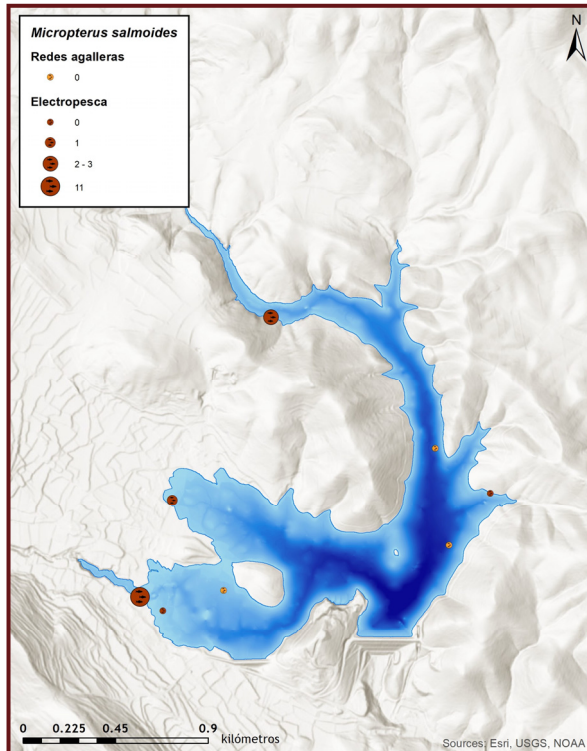 Micropterus salmoides
Redes agalleras
0
Electropesca
0
1
2 - 3
11
N
0 0.225 0.45 0.9
kilómetros
Sources: Esri, USGS, NOAA